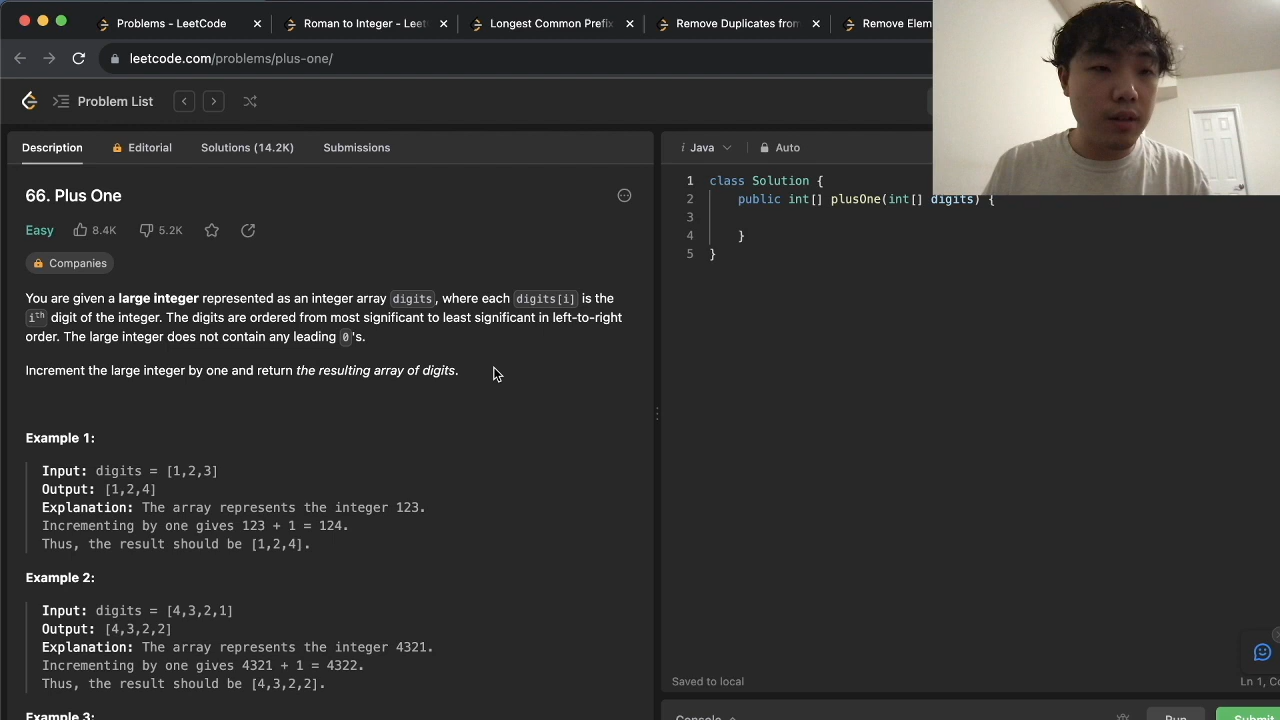 Problems - LeetCode
Roman to Integer - Leet
Longest Common Prefix
Remove Duplicates from
Remove Elem
leetcode.com/problems/plus-one/
Problem List
Description
Editorial
Solutions (14.2K)
Submissions
66. Plus One
Easy
8.4K
5.2K
Companies
You are given a large integer represented as an integer array digits, where each digits[i] is the
ith digit of the integer. The digits are ordered from most significant to least significant in left-to-right
order. The large integer does not contain any leading 0's.
Increment the large integer by one and return the resulting array of digits.
Example 1:
Input: digits = [1,2,3]
Output: [1,2,4]
Explanation: The array represents the integer 123.
Incrementing by one gives 123 + 1 = 124.
Thus, the result should be [1,2,4].
Example 2:
Input: digits = [4,3,2,1]
Output: [4,3,2,2]
Explanation: The array represents the integer 4321.
Incrementing by one gives 4321 + 1 = 4322.
Thus, the result should be [4,3,2,2].
Example 3:
i Java
Auto
1 class Solution {
2 public int[] plusOne(int[] digits) {
3
4 }
5 }
Saved to local
Ln 1, Co
Console
Run
Submit